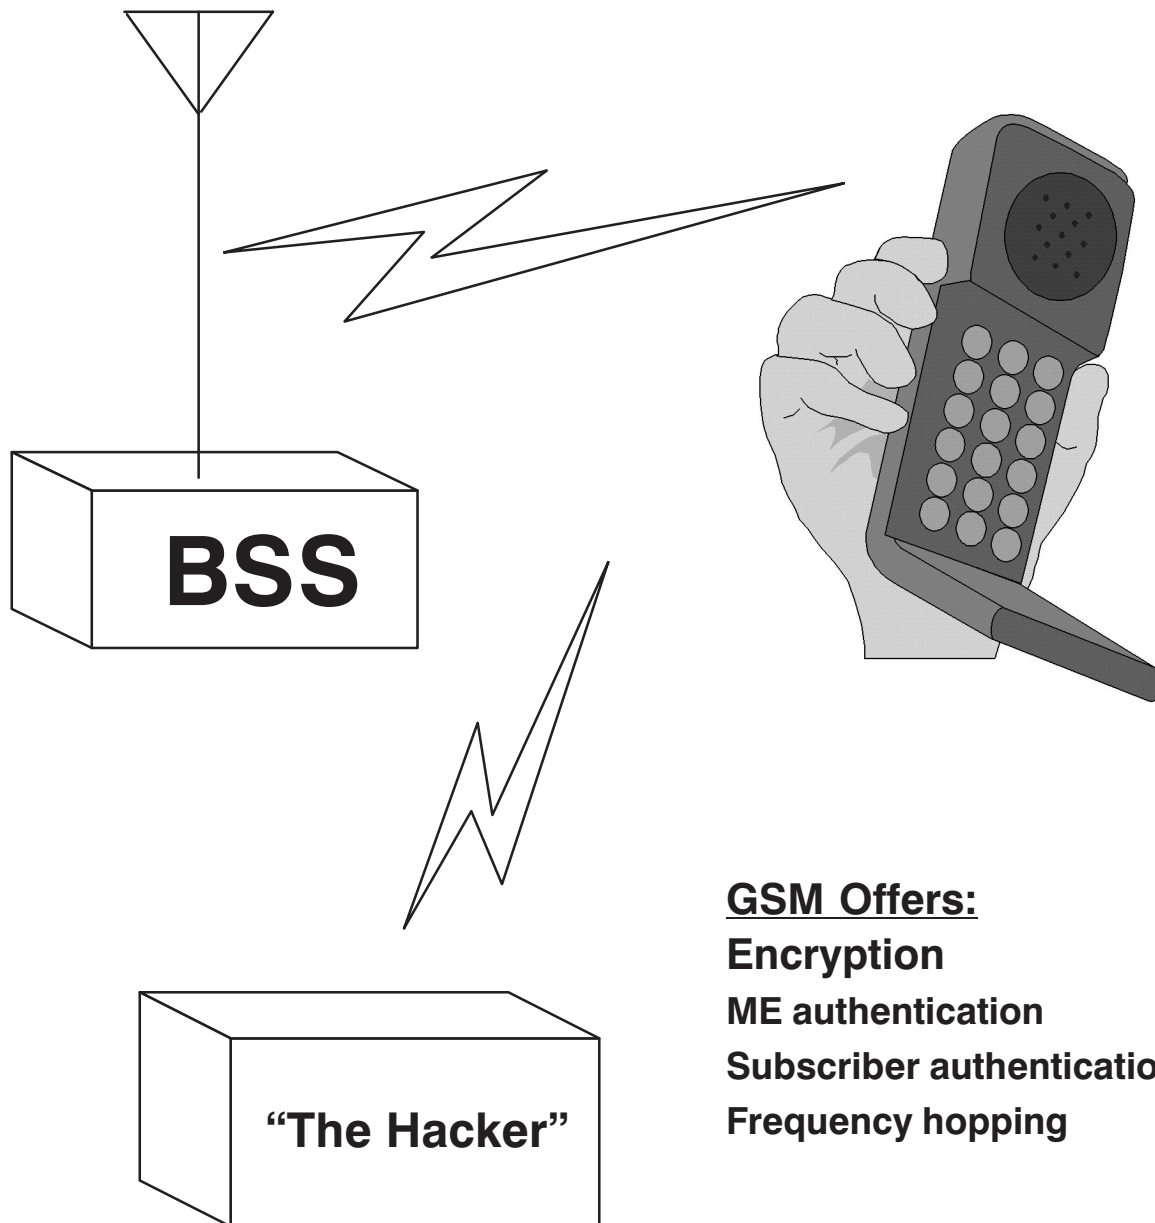 BSS
“The Hacker”
GSM Offers:
Encryption
ME authentication
Subscriber authenticatio
Frequency hopping